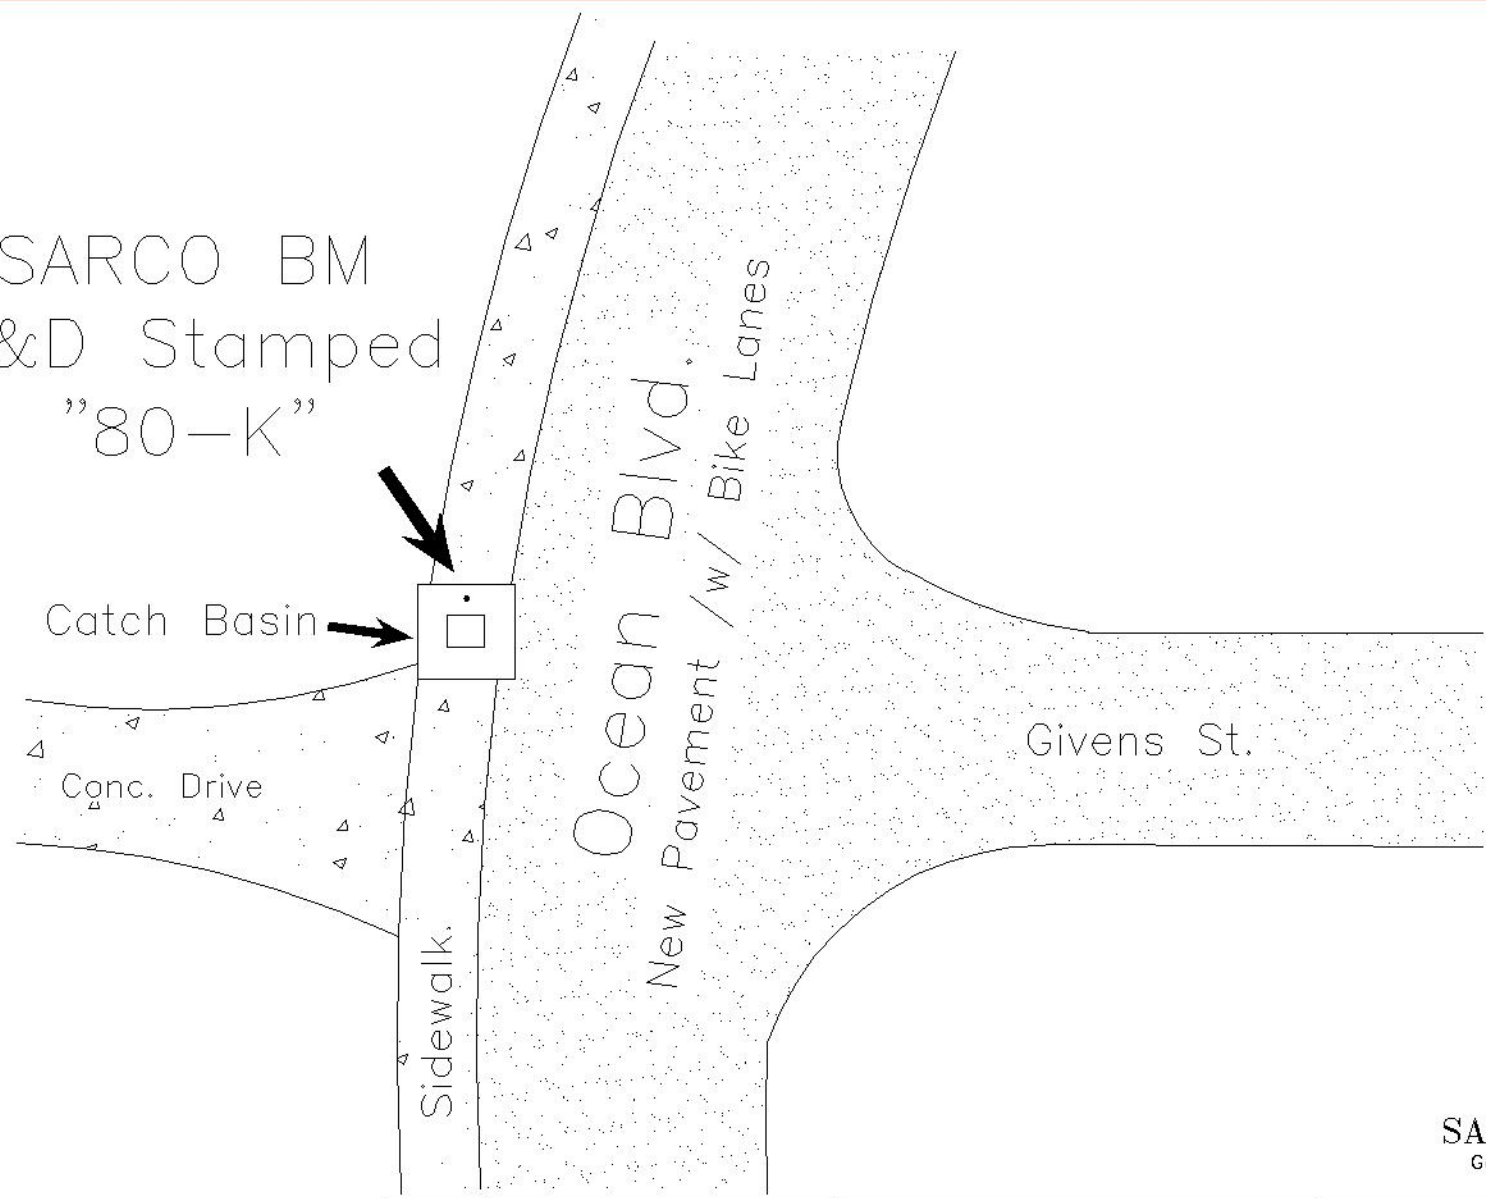 SARCO BM
&D Stamped
"80-K"
Catch Basin
Conc. Drive
Sidewalk.
Ocean Blvd.
New Pavement /w/ Bike Lanes
Givens St.
SA
G